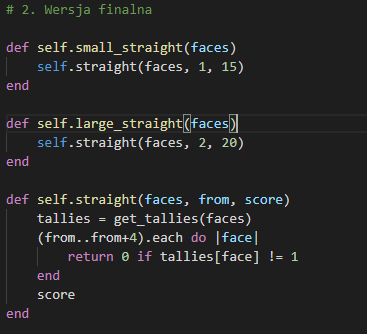 # 2. Wersja finalna
def self.small_straight(faces)
    self.straight(faces, 1, 15)
end
def self.large_straight(faces)
    self.straight(faces, 2, 20)
end
def self.straight(faces, from, score)
    tallies = get_tallies(faces)
    (from..from+4).each do |face|
        return 0 if tallies[face] != 1
    end
    score
end